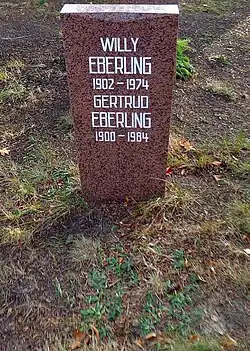 WILLY
EBERLING
1902 – 1974
GERTRUD
EBERLING
1900 – 1984